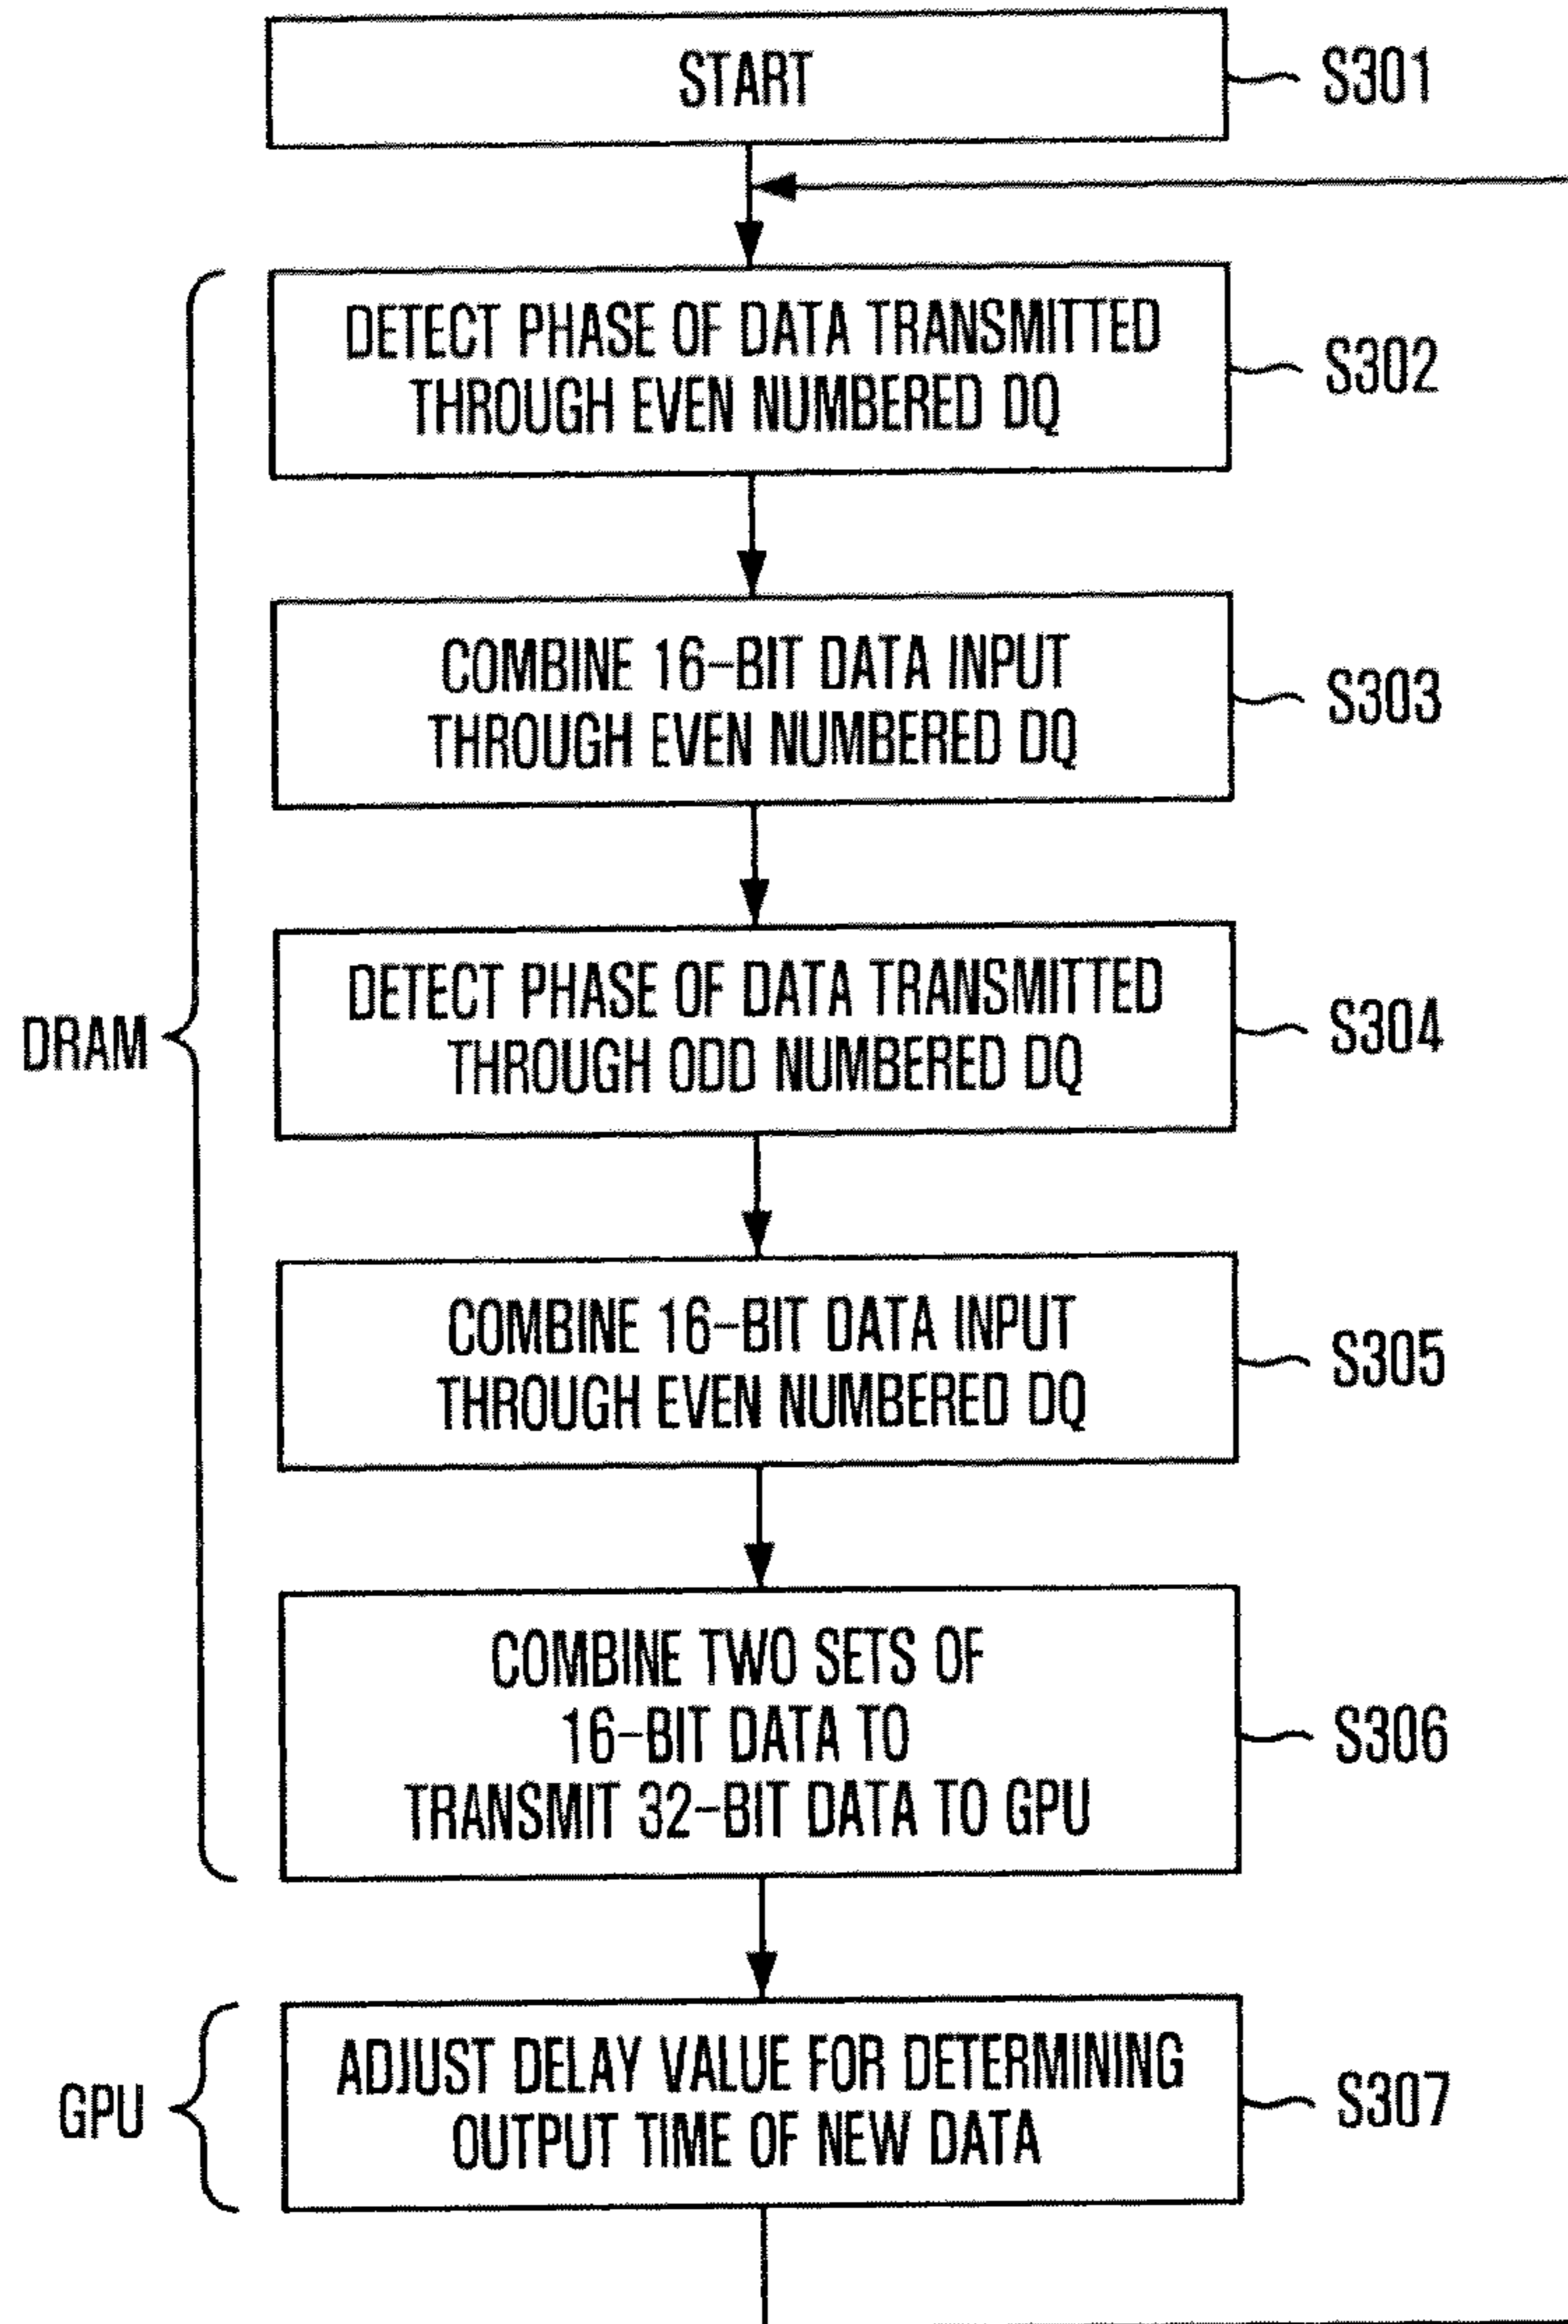 START
S301
DETECT PHASE OF DATA TRANSMITTED
THROUGH EVEN NUMBERED DQ
S302
COMBINE 16-BIT DATA INPUT
THROUGH EVEN NUMBERED DQ
S303
DETECT PHASE OF DATA TRANSMITTED
THROUGH ODD NUMBERED DQ
S304
DRAM
COMBINE 16-BIT DATA INPUT
THROUGH EVEN NUMBERED DQ
S305
COMBINE TWO SETS OF
16-BIT DATA TO
TRANSMIT 32-BIT DATA TO GPU
S306
ADJUST DELAY VALUE FOR DETERMINING
OUTPUT TIME OF NEW DATA
S307
GPU